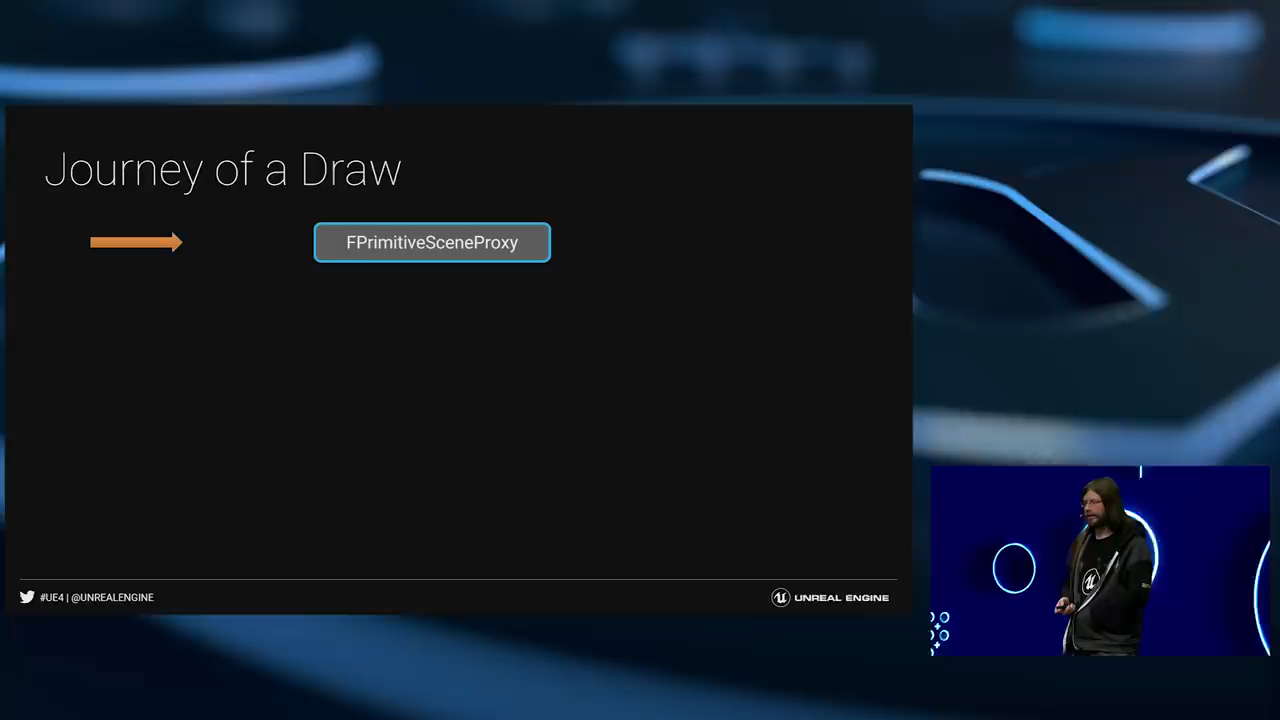 Journey of a Draw
FPrimitiveSceneProxy
#UE4 | @UNREALENGINE
UNREAL ENGINE